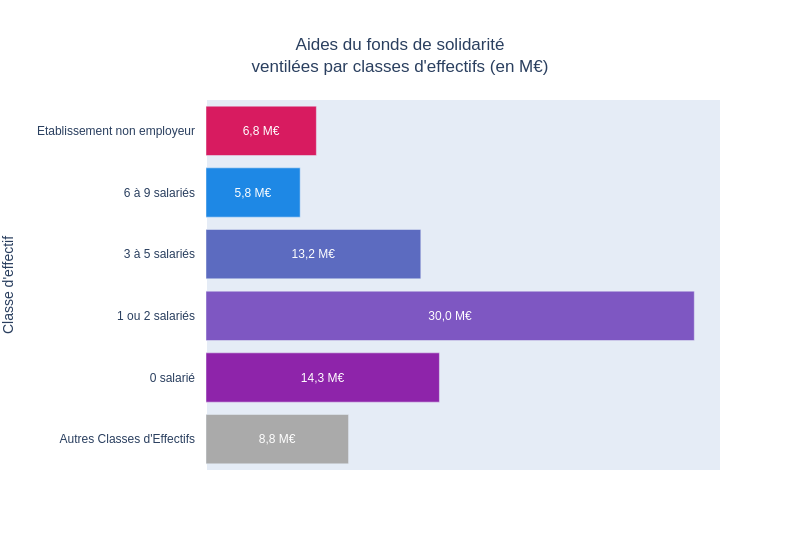 Aides du fonds de solidarité
ventilées par classes d'effectifs (en M€)
Classe d'effectif
Etablissement non employeur
6,8 M€
6 à 9 salariés
5,8 M€
3 à 5 salariés
13,2 M€
1 ou 2 salariés
30,0 M€
0 salarié
14,3 M€
Autres Classes d'Effectifs
8,8 M€